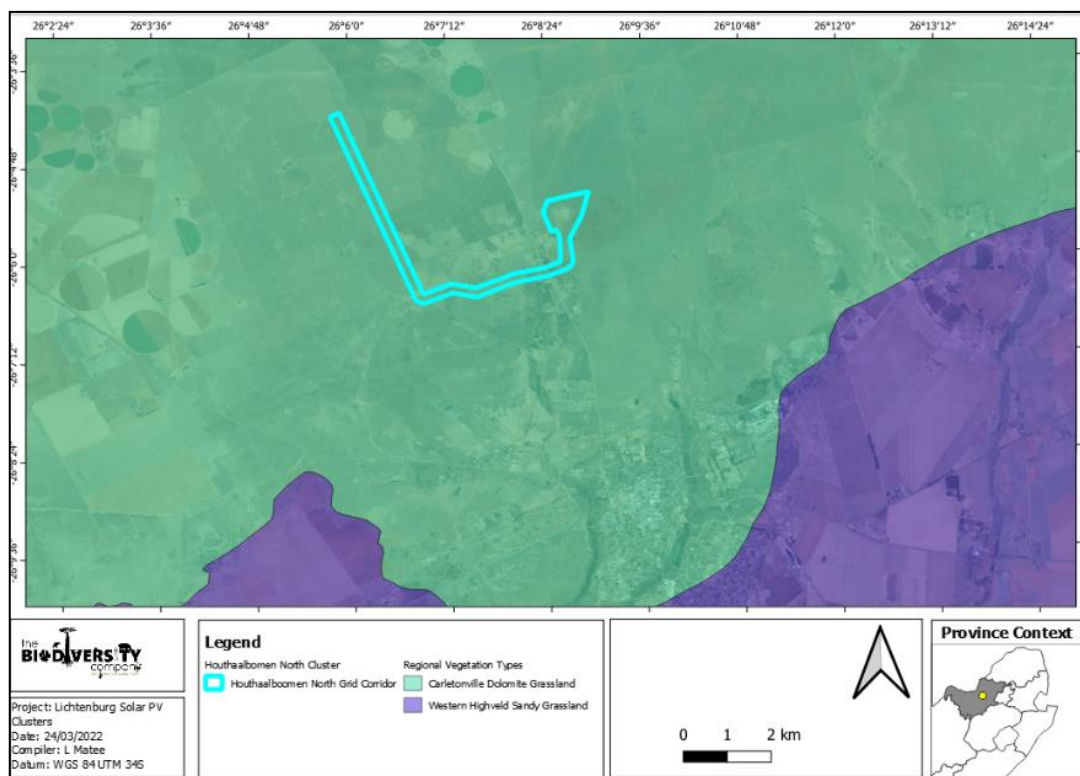 26°2'24" 26°3'36" 26°4'48" 26°6'0" 26°7'12" 26°8'24" 26°9'36" 26°10'48" 26°12'0" 26°13'12" 26°14'24"
-26°3'36"
-26°4'48"
-26°6'0"
-26°7'12"
-26°8'24"
-26°9'36"
the
BIODIVERSITY
company
Project: Lichtenburg Solar PV
Clusters
Date: 24/03/2022
Compiler: L Matee
Datum: WGS 84 UTM 34S
Legend
Houthaalbomen North Cluster
Houthaalboomen North Grid Corridor
Regional Vegetation Types
Carletonville Dolomite Grassland
Western Highveld Sandy Grassland
0 1 2 km
Province Context